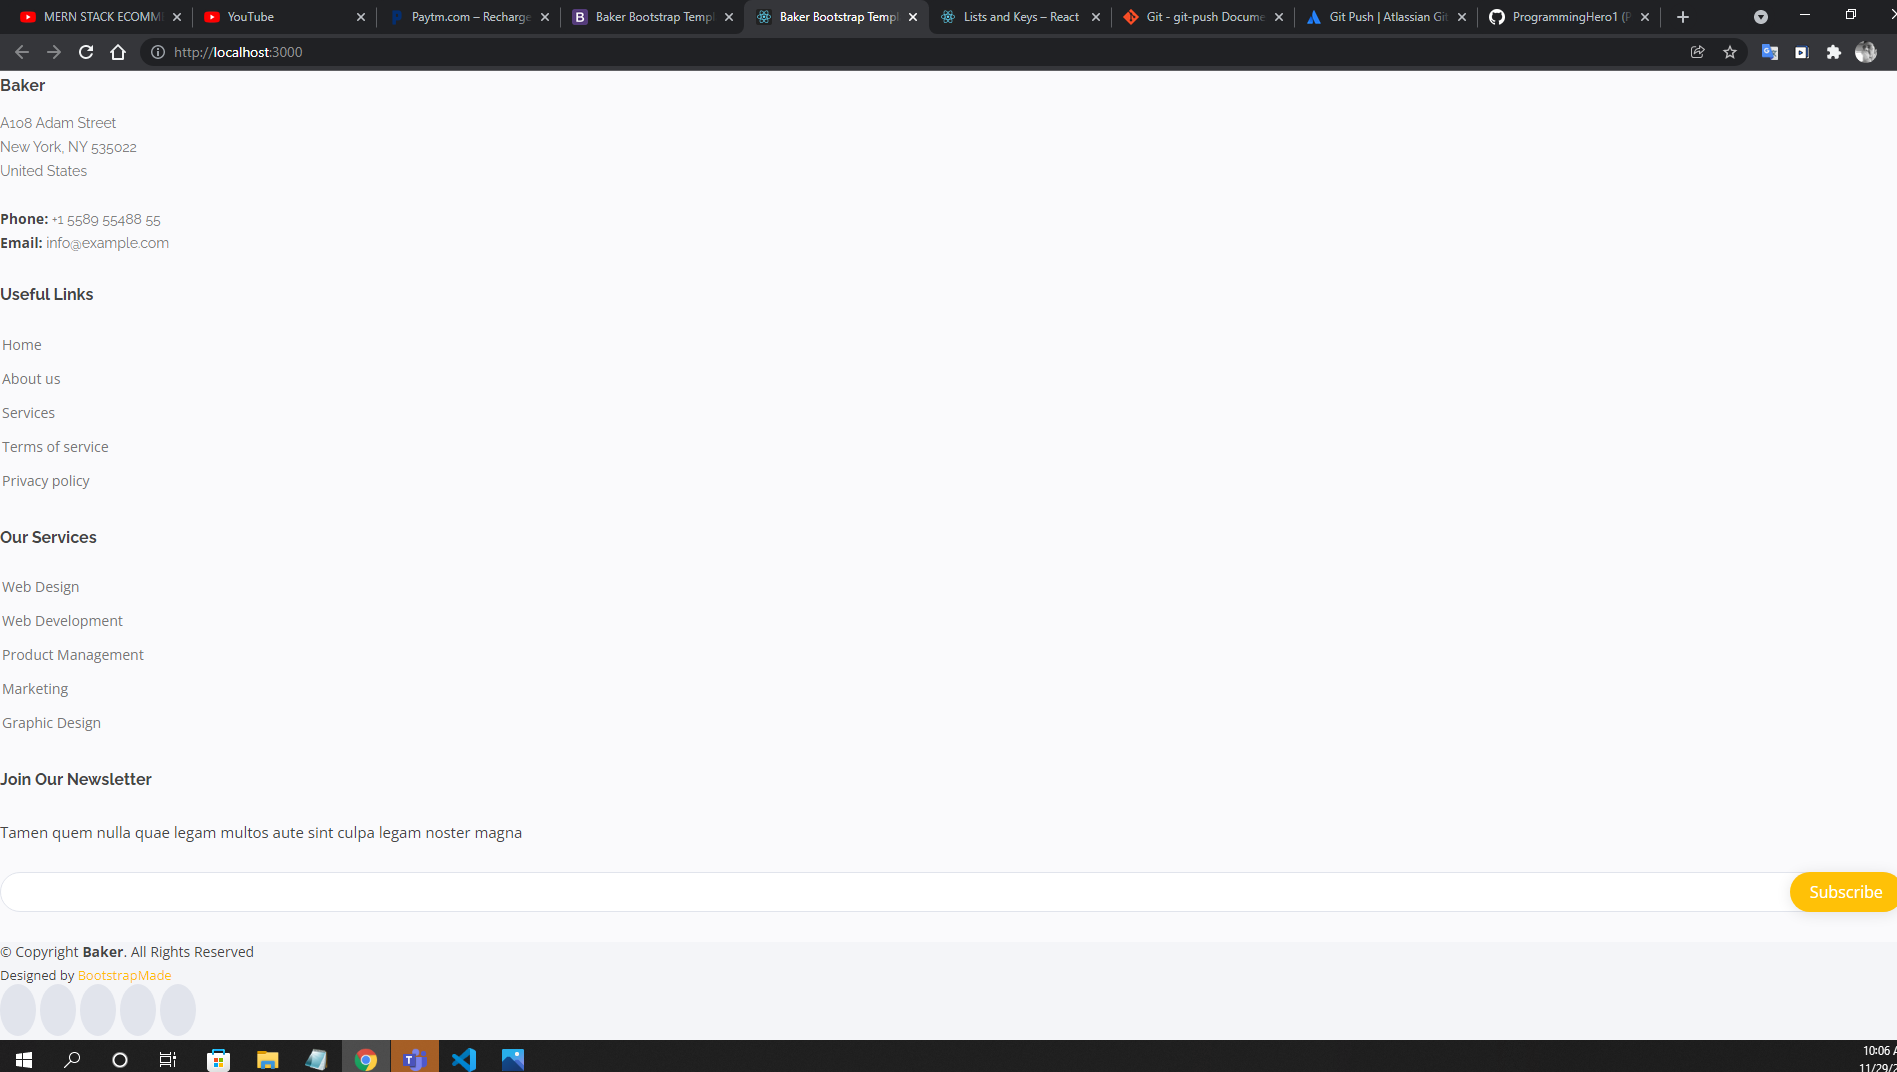 MERN STACK ECOMM
YouTube
Paytm.com – Recharge
Baker Bootstrap Templ
Baker Bootstrap Templ
Lists and Keys – React
Git - git-push Docume
Git Push | Atlassian Git
ProgrammingHero1 (P
http://localhost:3000
Baker
A108 Adam Street
New York, NY 535022
United States
Phone: +1 5589 55488 55
Email: info@example.com
Useful Links
Home
About us
Services
Terms of service
Privacy policy
Our Services
Web Design
Web Development
Product Management
Marketing
Graphic Design
Join Our Newsletter
Tamen quem nulla quae legam multos aute sint culpa legam noster magna
Subscribe
© Copyright Baker. All Rights Reserved
Designed by BootstrapMade
10:06 A
11/29/2